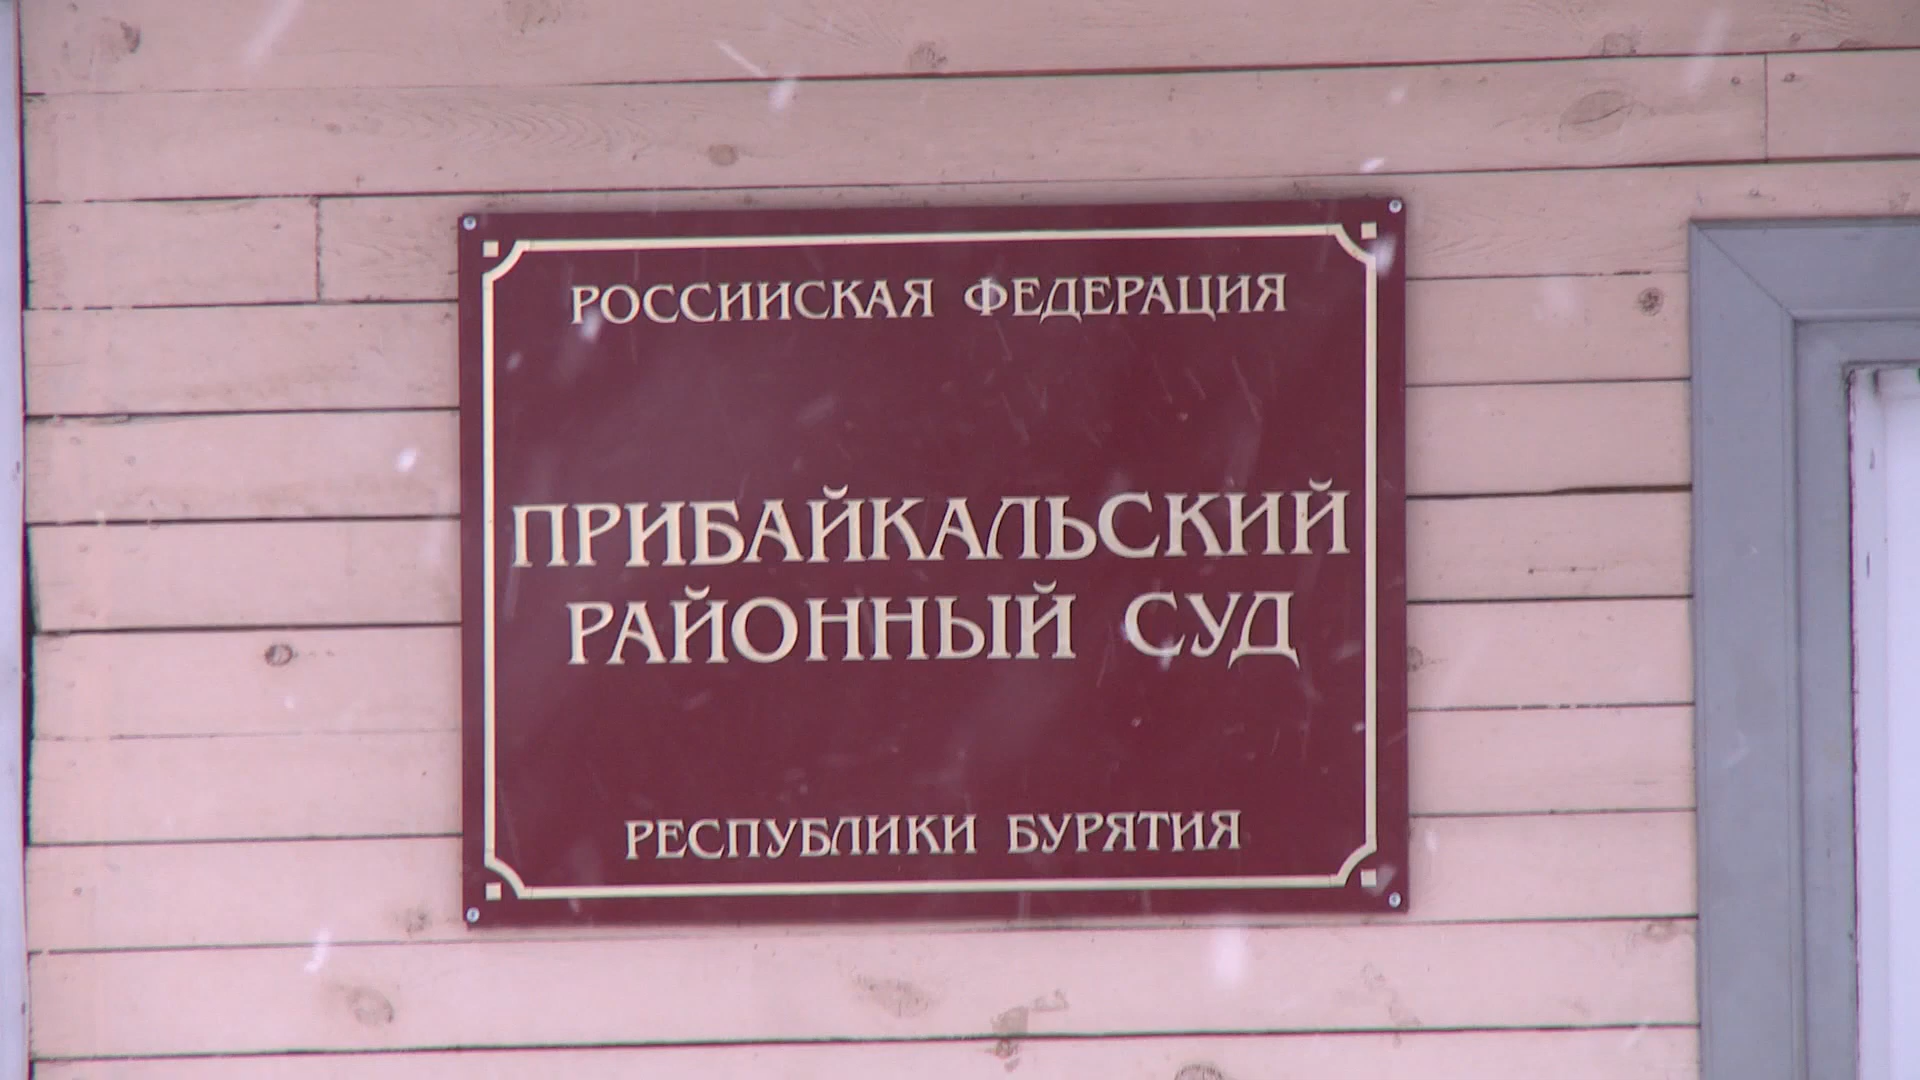 РОССИИСКАЯ ФЕДЕРАЦИЯ
ПРИБАЙКАЛЬСКИЙ
РАЙОННЫЙ СУД
РЕСПУБЛИКИ БУРЯТИЯ